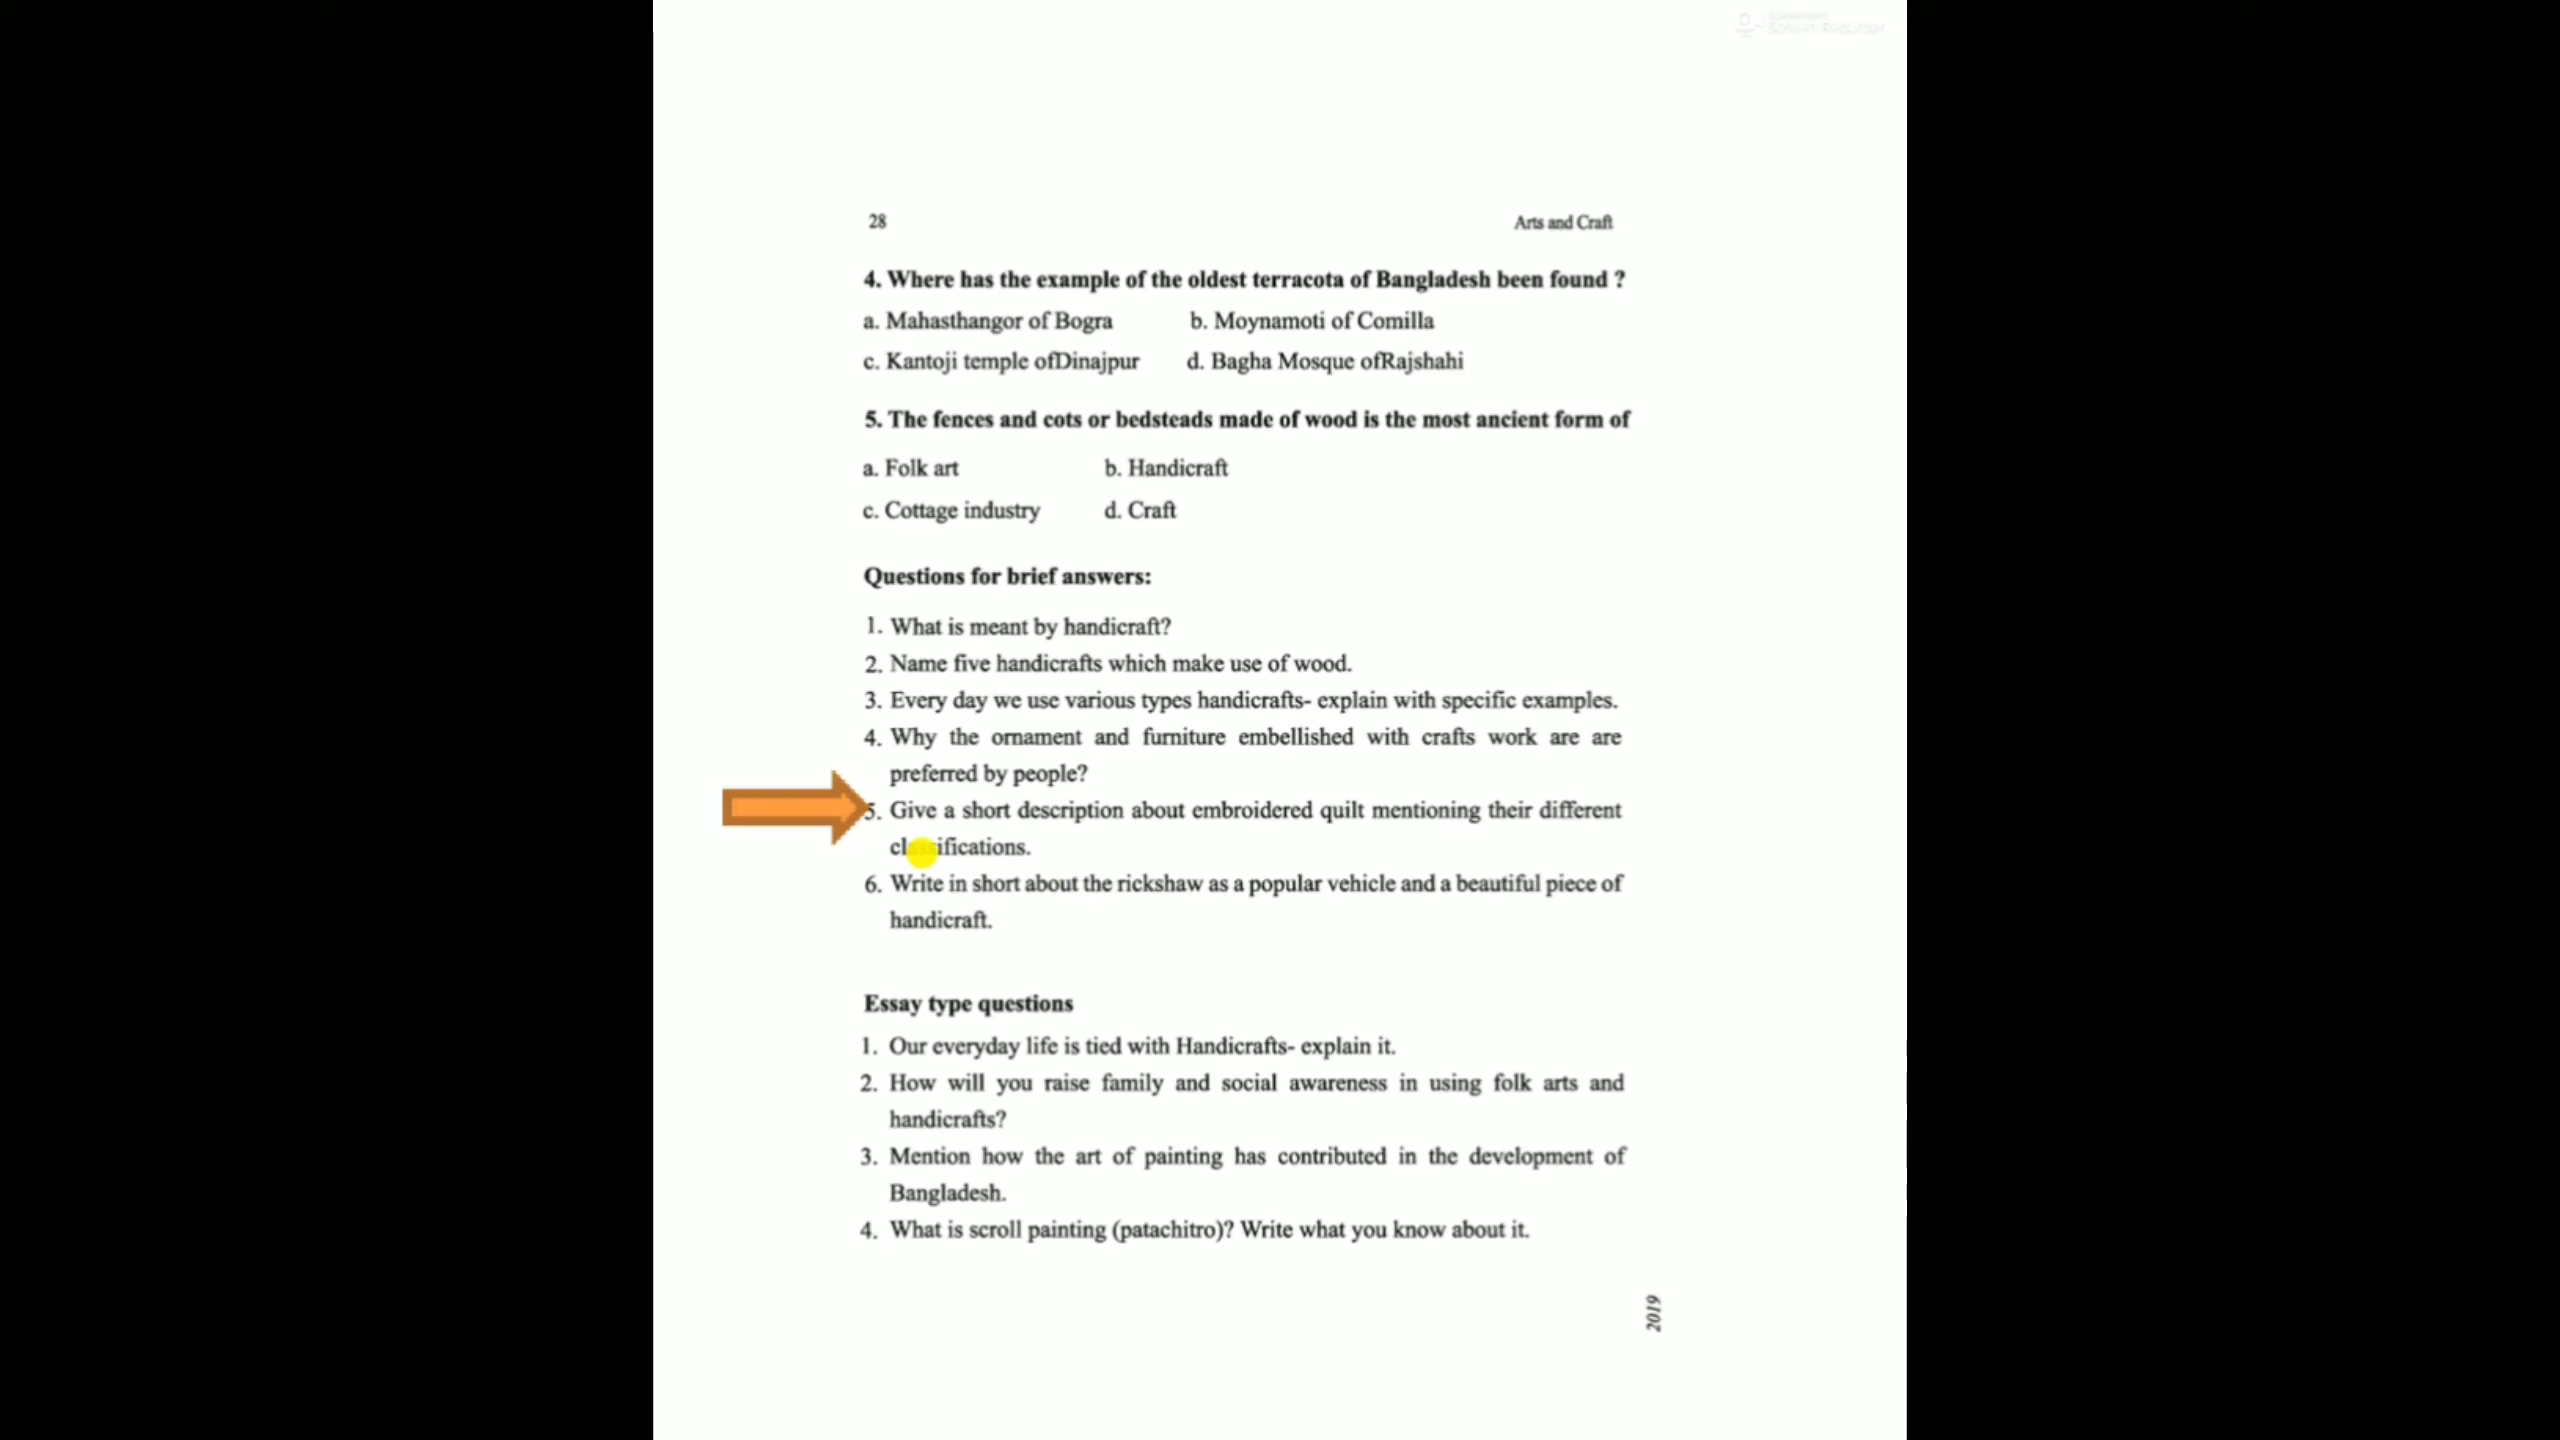 28 Arts and Craft
4. Where has the example of the oldest terracota of Bangladesh been found ?
a. Mahasthangor of Bogra b. Moynamoti of Comilla
c. Kantoji temple ofDinajpur d. Bagha Mosque ofRajshahi
5. The fences and cots or bedsteads made of wood is the most ancient form of
a. Folk art b. Handicraft
c. Cottage industry d. Craft
Questions for brief answers:
1. What is meant by handicraft?
2. Name five handicrafts which make use of wood.
3. Every day we use various types handicrafts- explain with specific examples.
4. Why the ornament and furniture embellished with crafts work are are
preferred by people?
5. Give a short description about embroidered quilt mentioning their different
classifications.
6. Write in short about the rickshaw as a popular vehicle and a beautiful piece of
handicraft.
Essay type questions
1. Our everyday life is tied with Handicrafts- explain it.
2. How will you raise family and social awareness in using folk arts and
handicrafts?
3. Mention how the art of painting has contributed in the development of
Bangladesh.
4. What is scroll painting (patachitro)? Write what you know about it.
2019